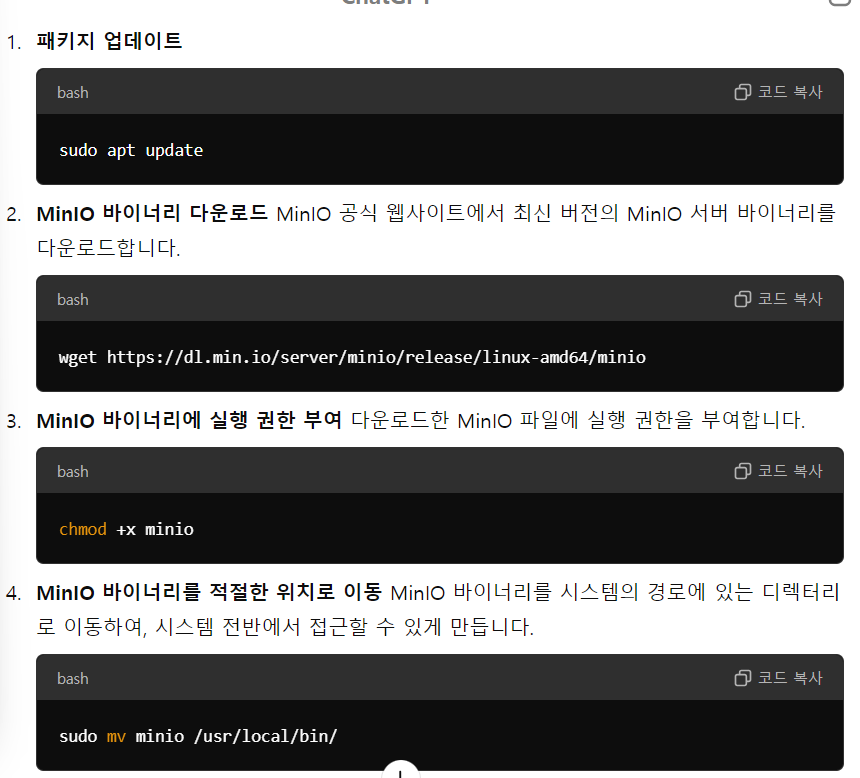 1. 패키지 업데이트
bash
코드 복사
sudo apt update
2. MinIO 바이너리 다운로드 MinIO 공식 웹사이트에서 최신 버전의 MinIO 서버 바이너리를
다운로드합니다.
bash
코드 복사
wget https://dl.min.io/server/minio/release/linux-amd64/minio
3. MinIO 바이너리에 실행 권한 부여 다운로드한 MinIO 파일에 실행 권한을 부여합니다.
bash
코드 복사
chmod +x minio
4. MinIO 바이너리를 적절한 위치로 이동 MinIO 바이너리를 시스템의 경로에 있는 디렉터리
로 이동하여, 시스템 전반에서 접근할 수 있게 만듭니다.
bash
코드 복사
sudo mv minio /usr/local/bin/